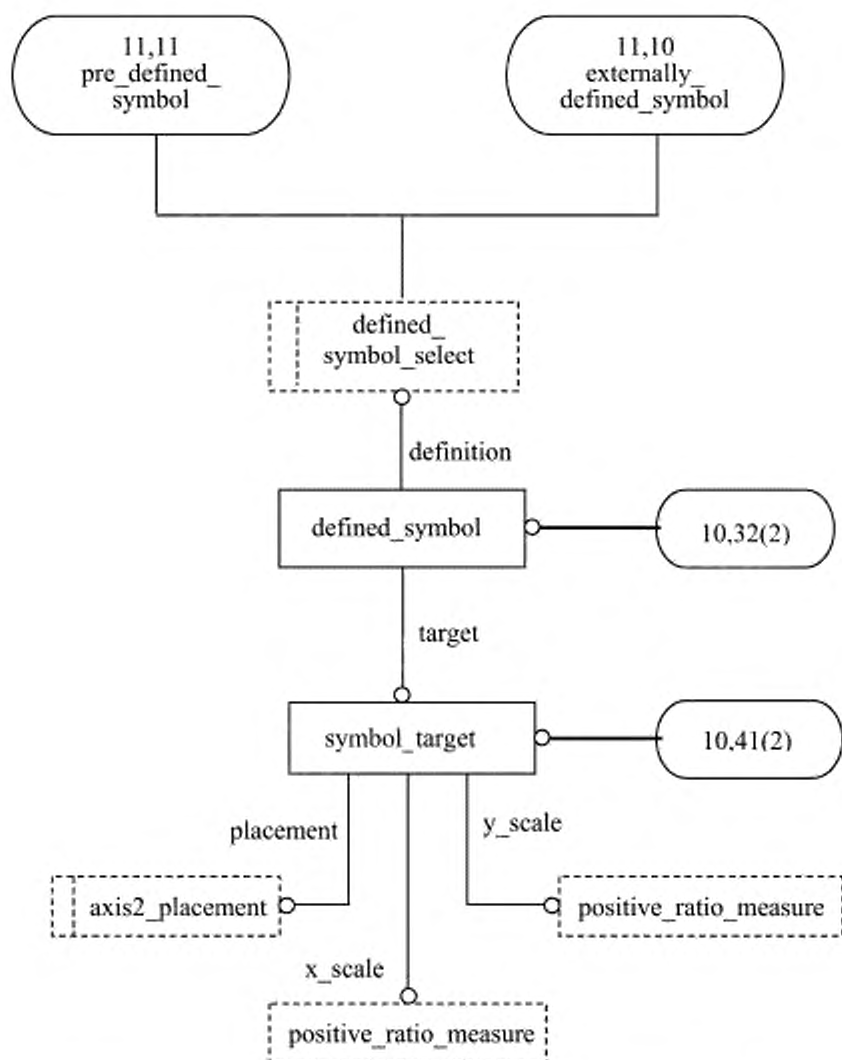 11,11
pre_defined_
symbol
11,10
externally_
defined_symbol
defined_
symbol_select
definition
defined_symbol
10,32(2)
target
symbol_target
10,41(2)
placement
y_scale
axis2_placement
positive_ratio_measure
x_scale
positive_ratio_measure